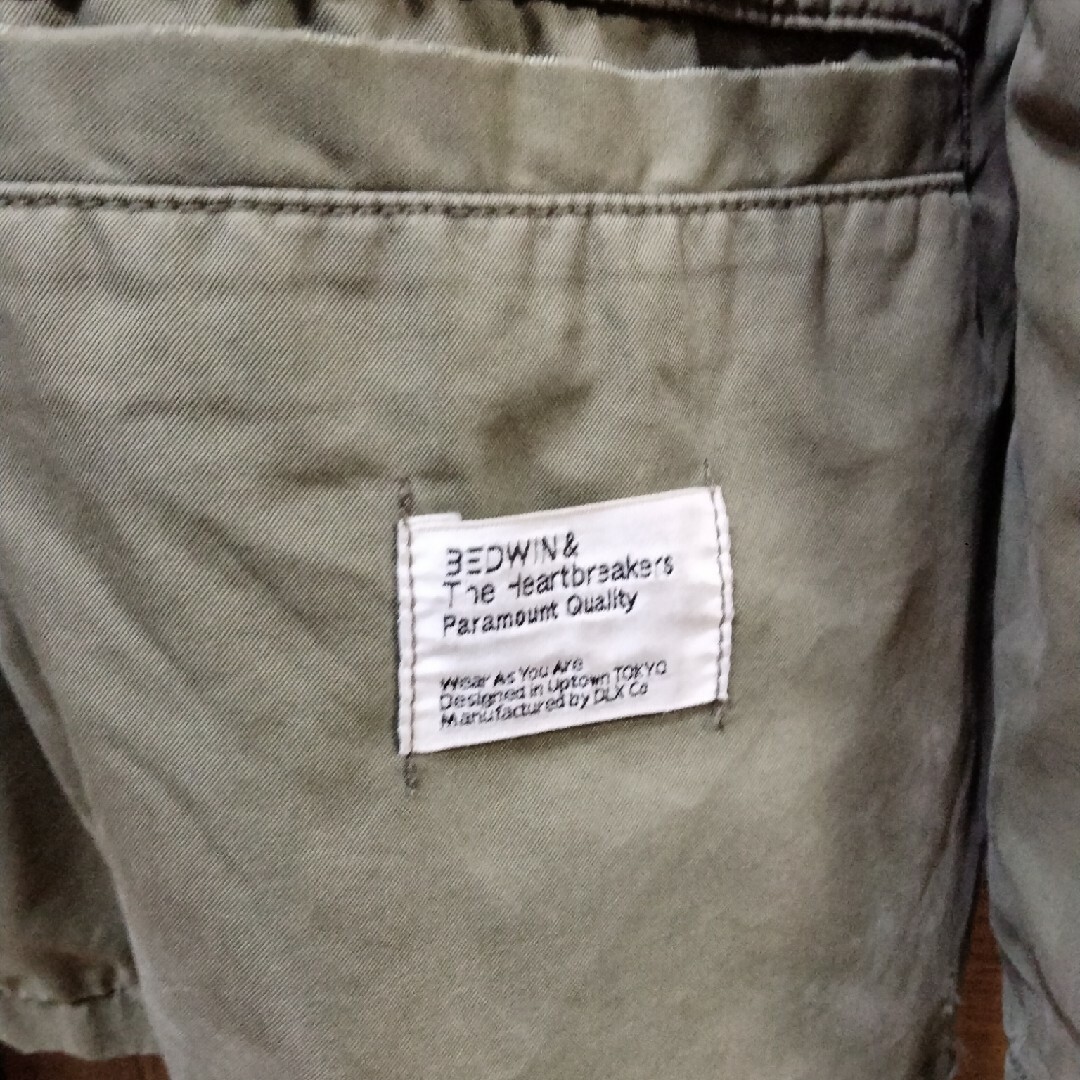 BEDWIN &
The Heartbreakers
Paramount Quality
Wear As You Are
Designed in Uptown TOKYO
Manufactured by DLX Co